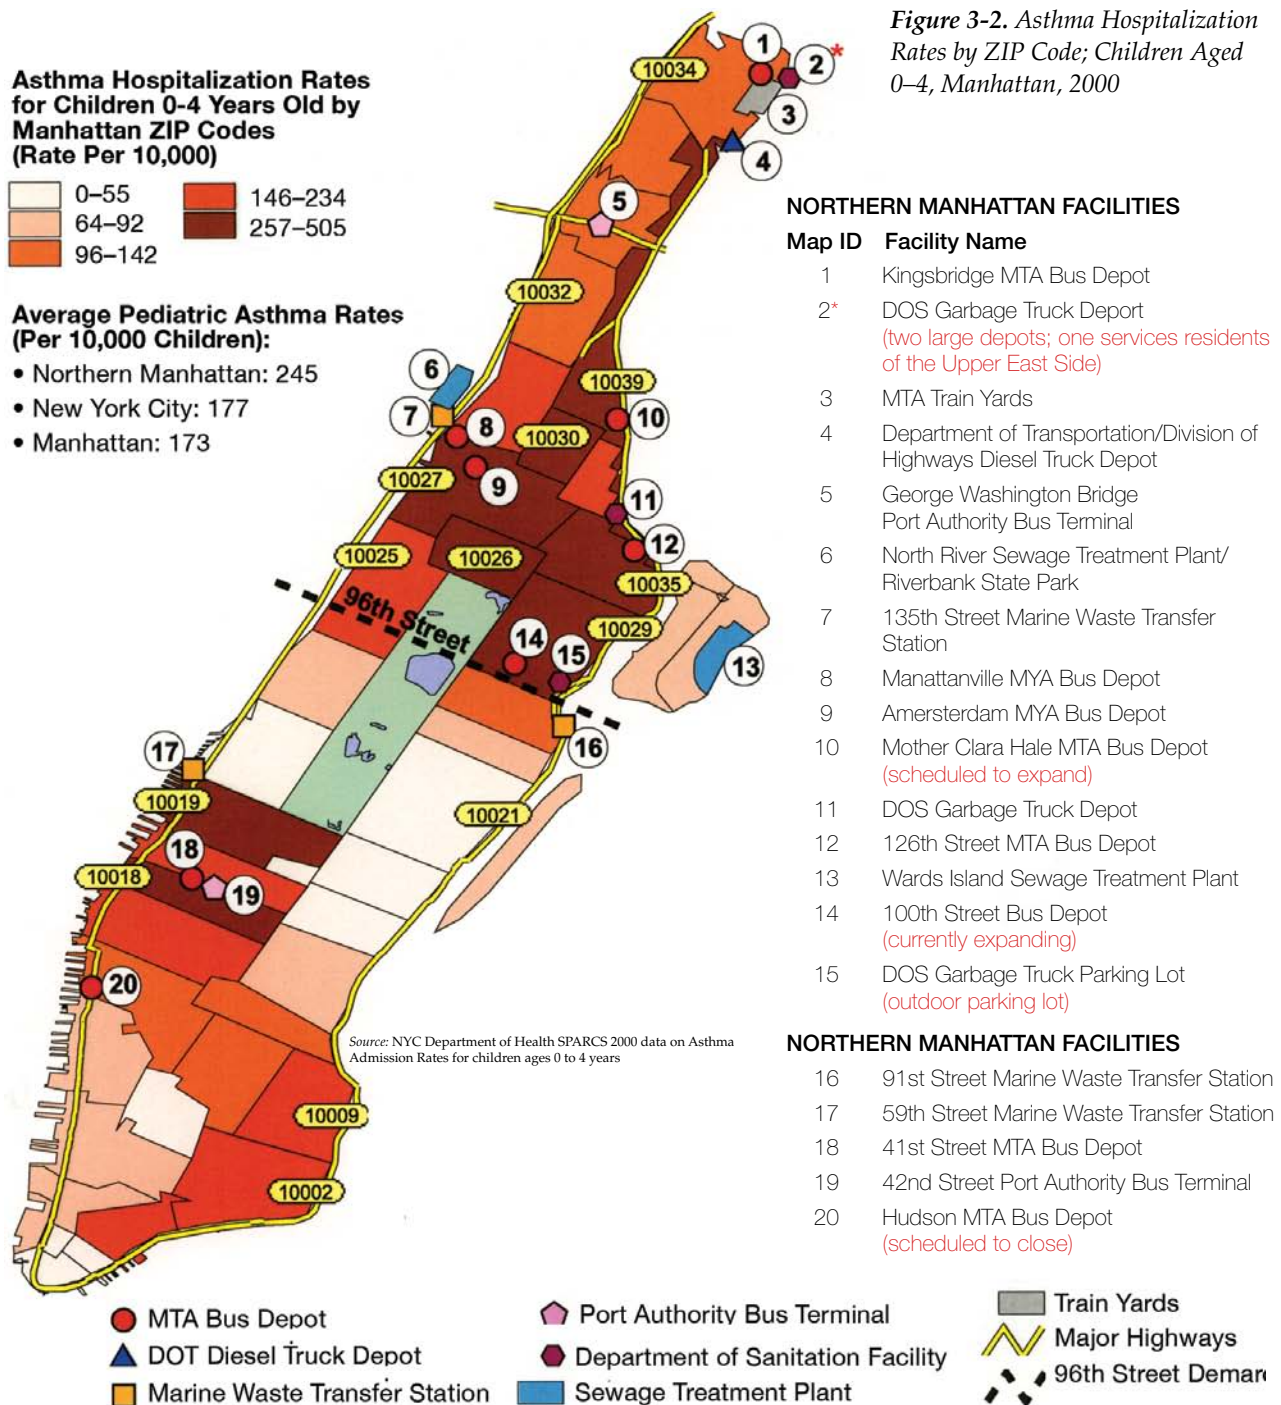 Figure 3-2. Asthma Hospitalization
Rates by ZIP Code; Children Aged
0–4, Manhattan, 2000
Asthma Hospitalization Rates
for Children 0-4 Years Old by
Manhattan ZIP Codes
(Rate Per 10,000)
0–55
64–92
96–142
146–234
257–505
Average Pediatric Asthma Rates
(Per 10,000 Children):
• Northern Manhattan: 245
• New York City: 177
• Manhattan: 173
10034
1
2*
3
4
5
10032
6
7
8
9
10039
10
10030
10027
11
12
10025
10026
10035
96th Street
10029
14
15
13
16
17
10019
10021
18
10018
19
20
10009
10002
Source: NYC Department of Health SPARCS 2000 data on Asthma
Admission Rates for children ages 0 to 4 years
NORTHERN MANHATTAN FACILITIES
Map ID Facility Name
1 Kingsbridge MTA Bus Depot
2* DOS Garbage Truck Deport
(two large depots; one services residents
of the Upper East Side)
3 MTA Train Yards
4 Department of Transportation/Division of
Highways Diesel Truck Depot
5 George Washington Bridge
Port Authority Bus Terminal
6 North River Sewage Treatment Plant/
Riverbank State Park
7 135th Street Marine Waste Transfer
Station
8 Manattanville MYA Bus Depot
9 Amersterdam MYA Bus Depot
10 Mother Clara Hale MTA Bus Depot
(scheduled to expand)
11 DOS Garbage Truck Depot
12 126th Street MTA Bus Depot
13 Wards Island Sewage Treatment Plant
14 100th Street Bus Depot
(currently expanding)
15 DOS Garbage Truck Parking Lot
(outdoor parking lot)
NORTHERN MANHATTAN FACILITIES
16 91st Street Marine Waste Transfer Station
17 59th Street Marine Waste Transfer Station
18 41st Street MTA Bus Depot
19 42nd Street Port Authority Bus Terminal
20 Hudson MTA Bus Depot
(scheduled to close)
MTA Bus Depot
DOT Diesel Truck Depot
Marine Waste Transfer Station
Port Authority Bus Terminal
Department of Sanitation Facility
Sewage Treatment Plant
Train Yards
Major Highways
96th Street Demar